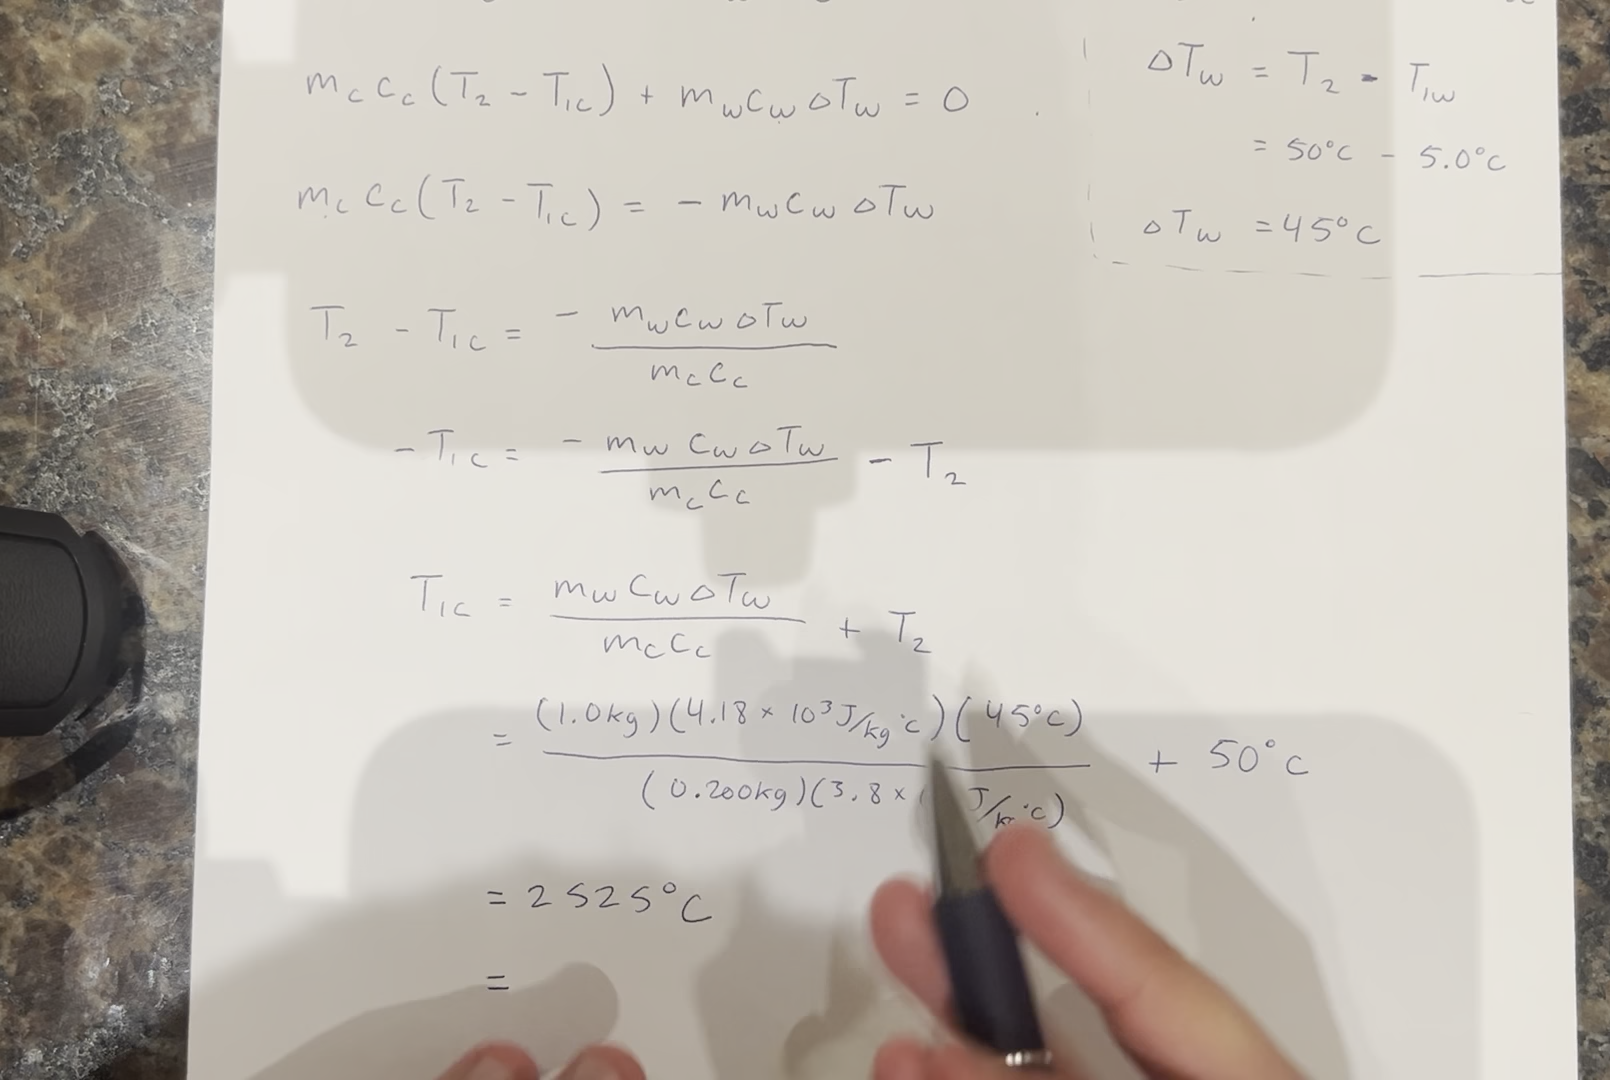 m_c c_c (T_2 - T_1c) + m_w c_w ΔT_w = 0
m_c c_c (T_2 - T_1c) = - m_w c_w ΔT_w
T_2 - T_1c = - m_w c_w ΔT_w / m_c c_c
- T_1c = - m_w c_w ΔT_w / m_c c_c - T_2
T_1c = m_w c_w ΔT_w / m_c c_c + T_2
= (1.0kg)(4.18 × 10³ J/kg°C)(45°C) / (0.200kg)(3.8 × J/ °C) + 50°C
= 2525°C
=
ΔT_w = T_2 - T_1w
= 50°C - 5.0°C
ΔT_w = 45°C